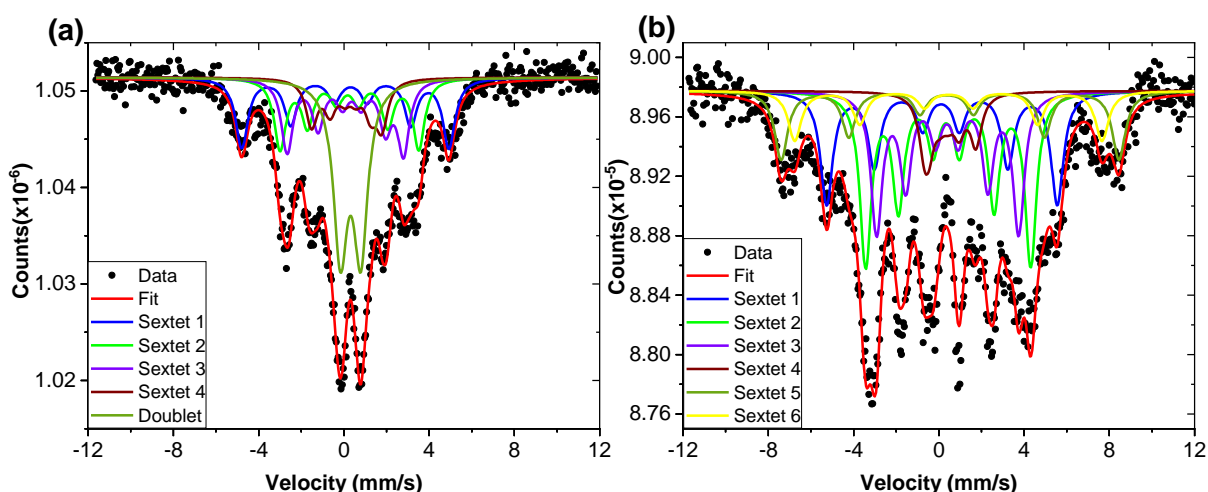 (a)
1.05
1.04
1.03
1.02
Counts(x10-6)
Data
Fit
Sextet 1
Sextet 2
Sextet 3
Sextet 4
Doublet
-12 -8 -4 0 4 8 12
Velocity (mm/s)
(b)
9.00
8.96
8.92
8.88
8.84
8.80
8.76
Counts(x10-5)
Data
Fit
Sextet 1
Sextet 2
Sextet 3
Sextet 4
Sextet 5
Sextet 6
-12 -8 -4 0 4 8 12
Velocity (mm/s)